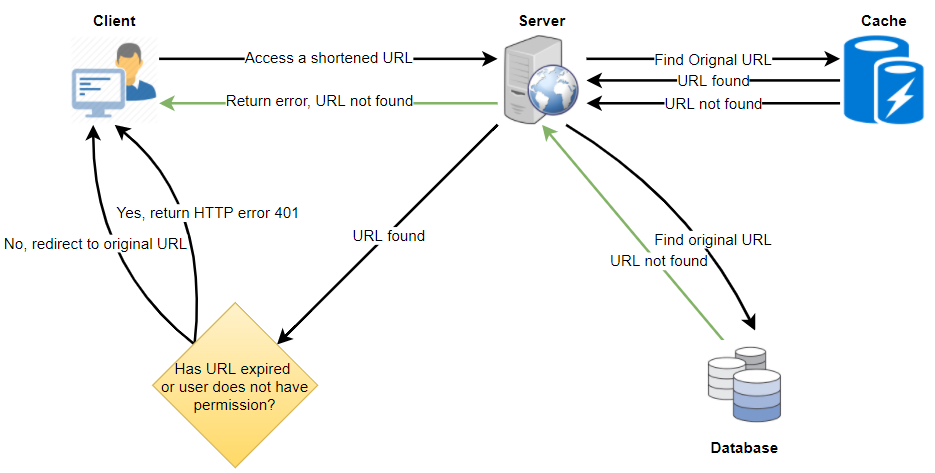 Client
Server
Cache
Access a shortened URL
Find Orignal URL
URL found
URL not found
Return error, URL not found
Yes, return HTTP error 401
No, redirect to original URL
URL found
Find original URL
URL not found
Has URL expired
or user does not have
permission?
Database